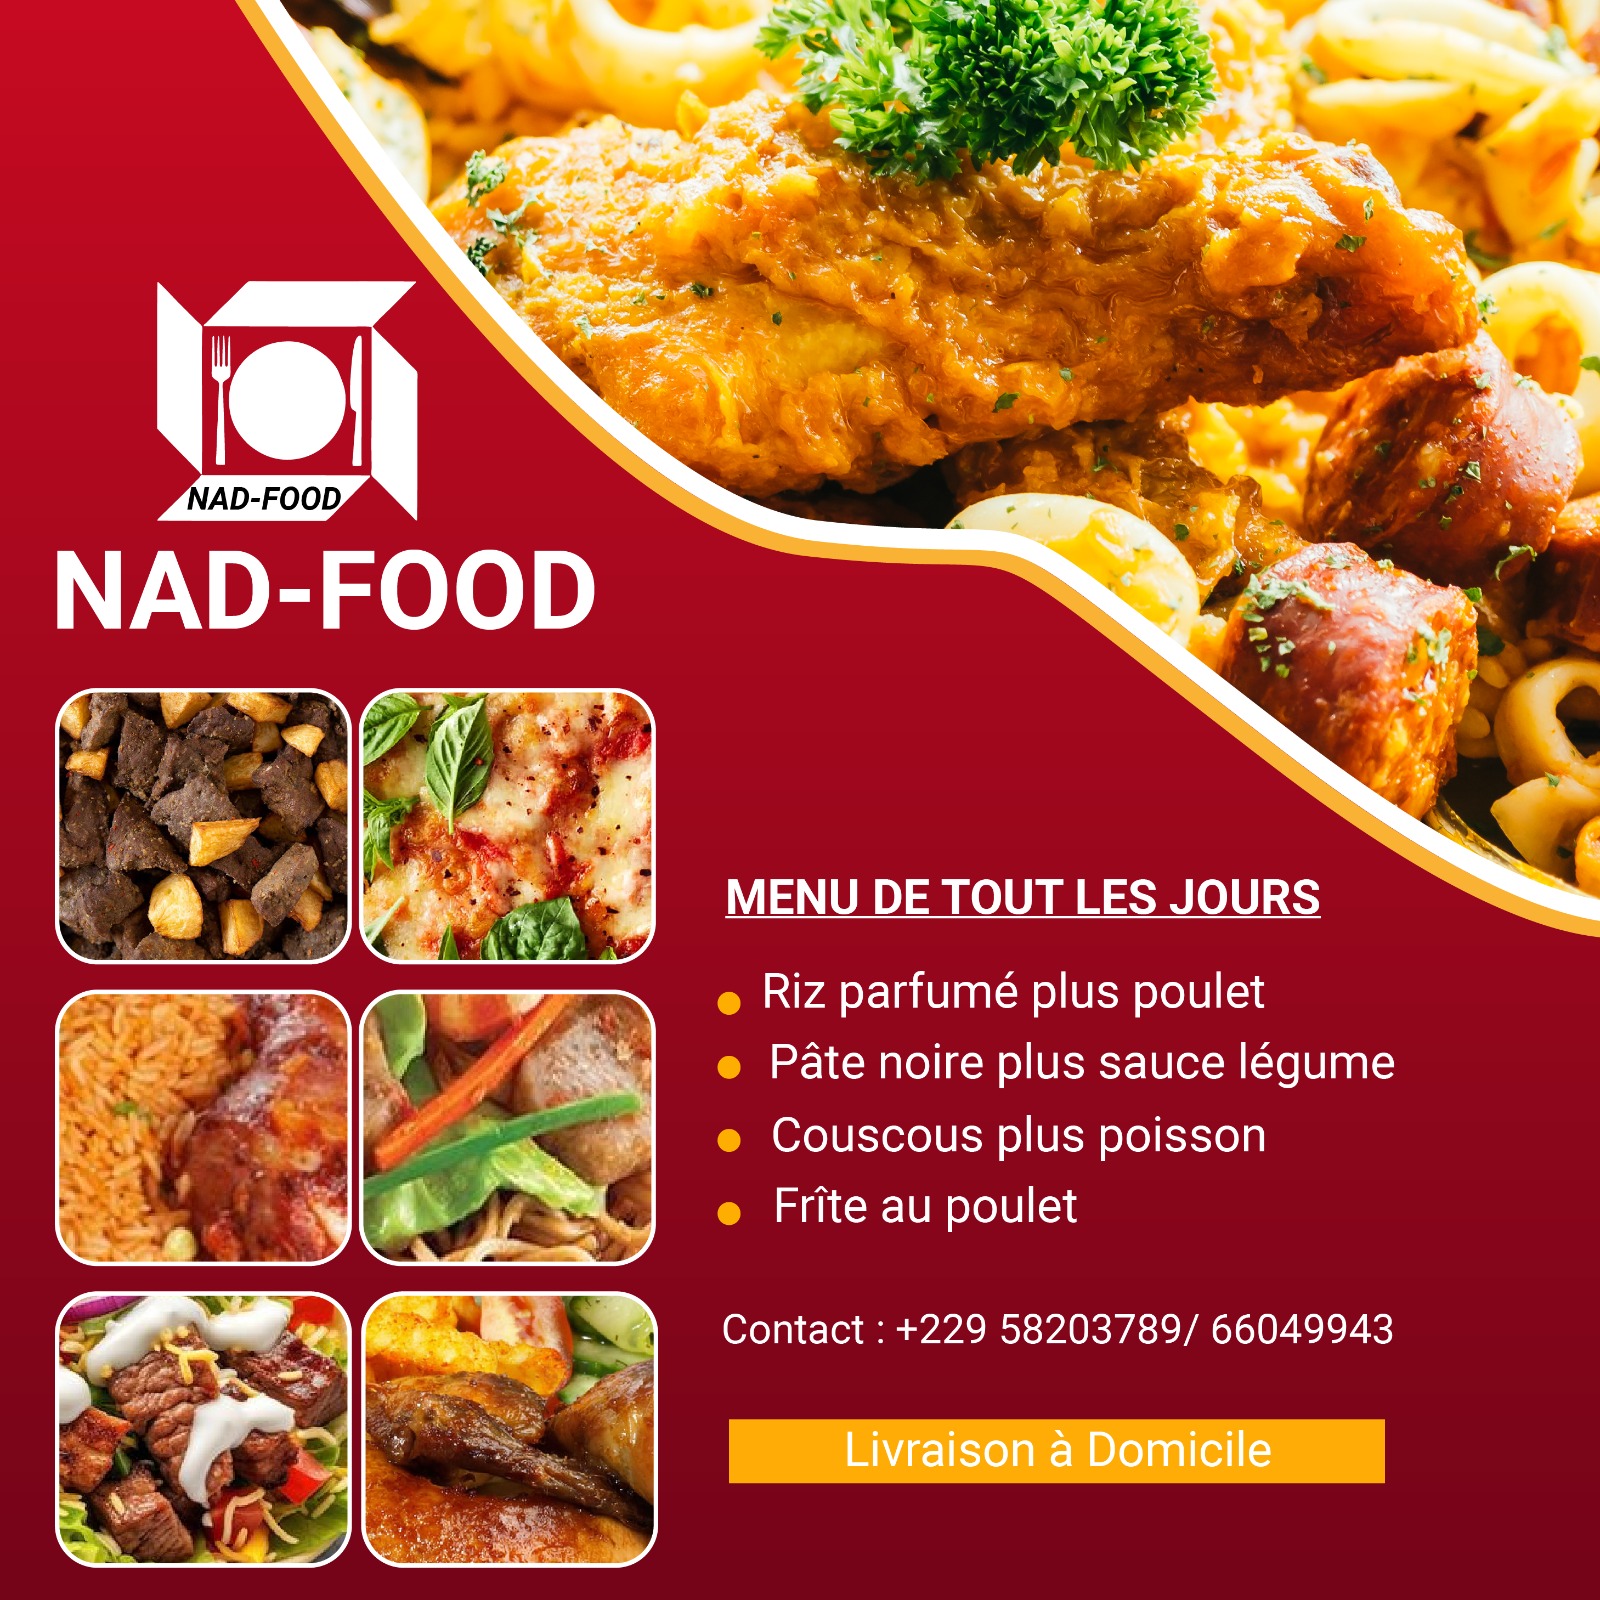 NAD-FOOD
NAD-FOOD
MENU DE TOUT LES JOURS
Riz parfumé plus poulet
Pâte noire plus sauce légume
Couscous plus poisson
Frîte au poulet
Contact : +229 58203789/ 66049943
Livraison à Domicile